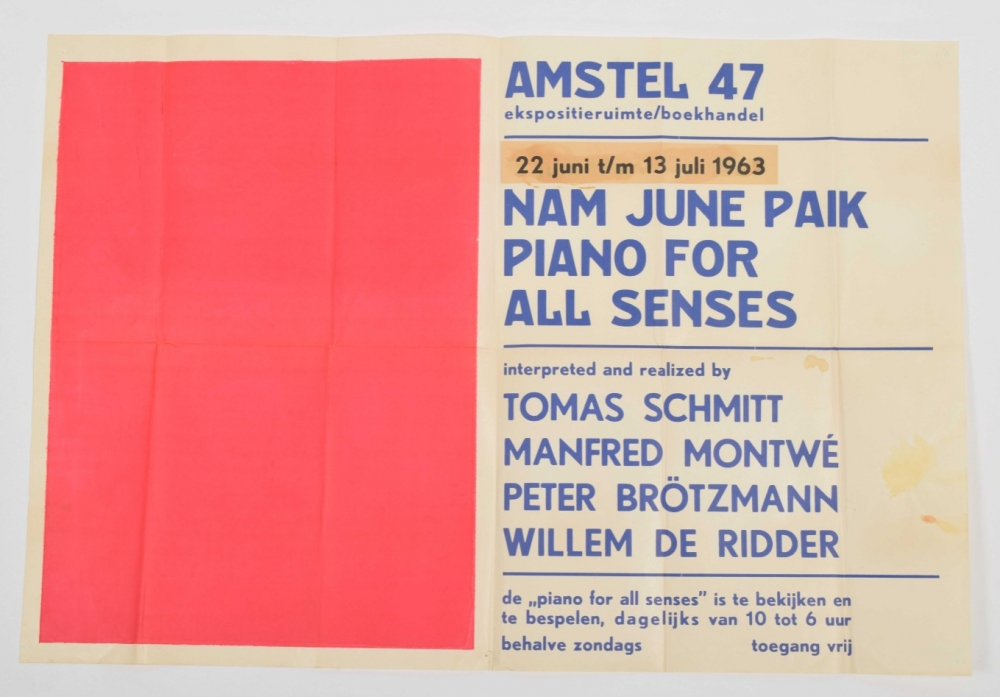 AMSTEL 47
ekspositieruimte/boekhandel
22 juni t/m 13 juli 1963
NAM JUNE PAIK
PIANO FOR
ALL SENSES
interpreted and realized by
TOMAS SCHMITT
MANFRED MONTWÉ
PETER BRÖTZMANN
WILLEM DE RIDDER
de „piano for all senses" is te bekijken en
te bespelen, dagelijks van 10 tot 6 uur
behalve zondags toegang vrij